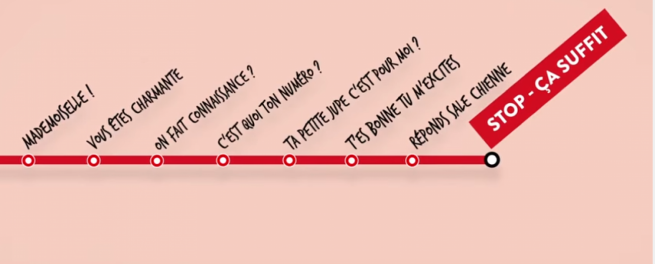 MADEMOISELLE !
VOUS ÊTES CHARMANTE
ON FAIT CONNAISSANCE ?
C'EST QUOI TON NUMÉRO ?
TA PETITE JUPE C'EST POUR MOI ?
T'ES BONNE TU M'EXCITES
RÉPONDS SALE CHIENNE
STOP - ÇA SUFFIT